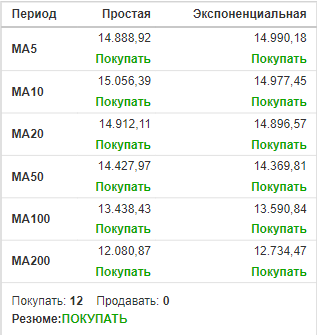 Период Простая Экспоненциальная
MA5 14.888,92 14.990,18
Покупать Покупать
MA10 15.056,39 14.977,45
Покупать Покупать
MA20 14.912,11 14.896,57
Покупать Покупать
MA50 14.427,97 14.369,81
Покупать Покупать
MA100 13.438,43 13.590,84
Покупать Покупать
MA200 12.080,87 12.734,47
Покупать Покупать
Покупать: 12 Продавать: 0
Резюме:ПОКУПАТЬ